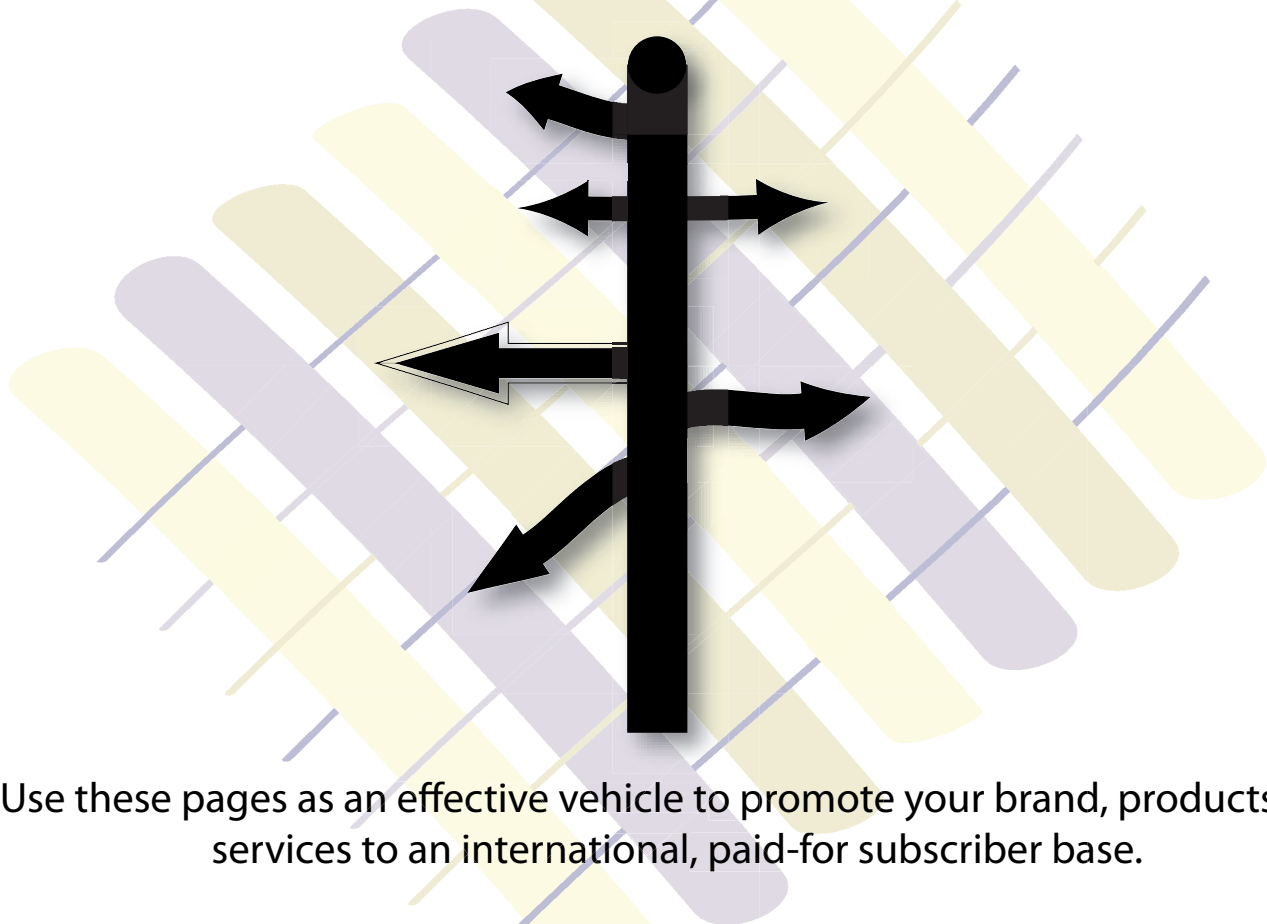 Use these pages as an effective vehicle to promote your brand, products
services to an international, paid-for subscriber base.